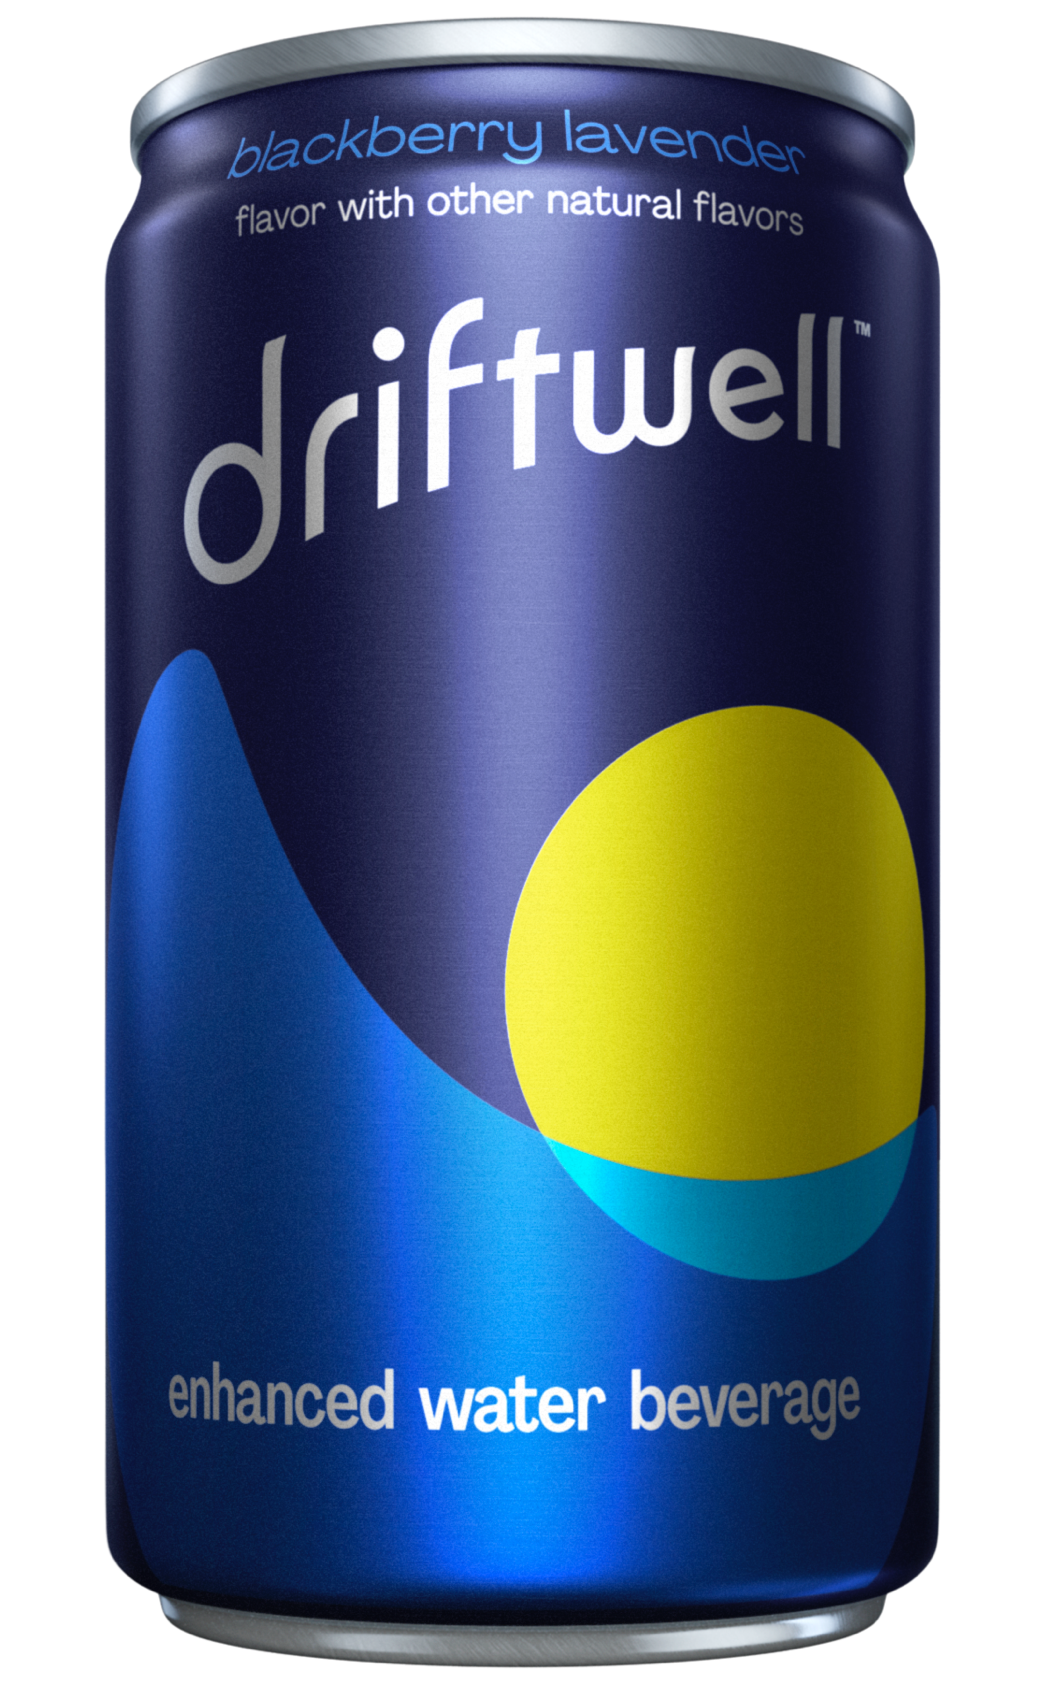 blackberry lavender
flavor with other natural flavors
driftwell™
enhanced water beverage